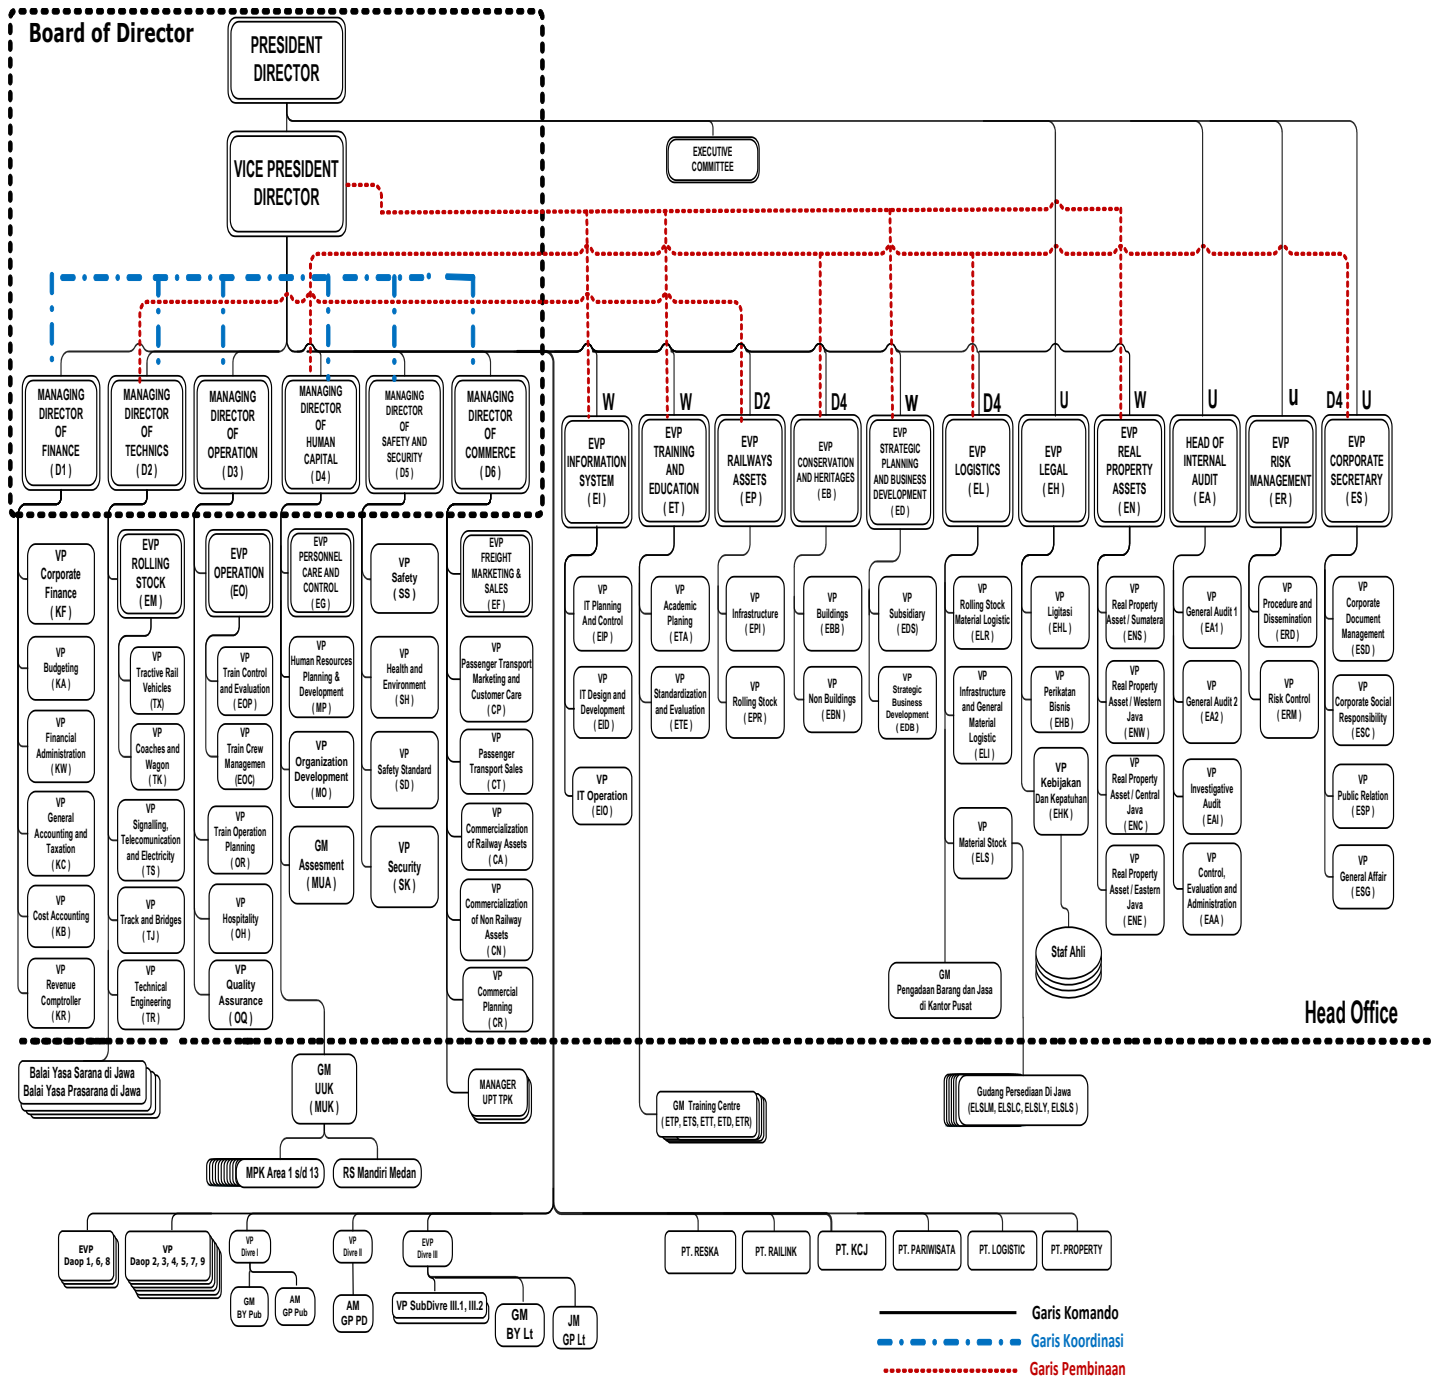 Board of Director
PRESIDENT
DIRECTOR
VICE PRESIDENT
DIRECTOR
EXECUTIVE
COMMITTEE
MANAGING
DIRECTOR
OF
FINANCE
( D1 )
MANAGING
DIRECTOR
OF
TECHNICS
( D2 )
MANAGING
DIRECTOR
OF
OPERATION
( D3 )
MANAGING
DIRECTOR
OF
HUMAN
CAPITAL
( D4 )
MANAGING
DIRECTOR
OF
SAFETY AND
SECURITY
( D5 )
MANAGING
DIRECTOR
OF
COMMERCE
( D6 )
W
EVP
INFORMATION
SYSTEM
( EI )
W
EVP
TRAINING
AND
EDUCATION
( ET )
D2
EVP
RAILWAYS
ASSETS
( EP )
D4
EVP
CONSERVATION
AND HERITAGES
( EB )
W
EVP
STRATEGIC
PLANNING
AND BUSINESS
DEVELOPMENT
( ED )
D4
EVP
LOGISTICS
( EL )
U
EVP
LEGAL
( EH )
W
EVP
REAL
PROPERTY
ASSETS
( EN )
U
HEAD OF
INTERNAL
AUDIT
( EA )
u
EVP
RISK
MANAGEMENT
( ER )
D4 U
EVP
CORPORATE
SECRETARY
( ES )
VP
Corporate
Finance
( KF )
VP
Budgeting
( KA )
VP
Financial
Administration
( KW )
VP
General
Accounting and
Taxation
( KC )
VP
Cost Accounting
( KB )
VP
Revenue
Comptroller
( KR )
EVP
ROLLING
STOCK
( EM )
VP
Tractive Rail
Vehicles
(TX)
VP
Coaches and
Wagon
( TK )
VP
Signalling,
Telecomunication
and Electricity
( TS )
VP
Track and Bridges
( TJ )
VP
Technical
Engineering
( TR )
EVP
OPERATION
(EO)
VP
Train Control
and Evaluation
( EOP )
VP
Train Crew
Managemen
(EOC)
VP
Train Operation
Planning
( OR )
VP
Hospitality
( OH )
VP
Quality
Assurance
( OQ )
EVP
PERSONNEL
CARE AND
CONTROL
( EG )
VP
Human Resources
Planning &
Development
( MP )
VP
Organization
Development
( MO )
GM
Assesment
( MUA )
VP
Safety
( SS )
VP
Health and
Environment
( SH )
VP
Safety Standard
( SD )
VP
Security
( SK )
EVP
FREIGHT
MARKETING &
SALES
( EF )
VP
Passenger Transport
Marketing and
Customer Care
( CP )
VP
Passenger
Transport Sales
( CT )
VP
Commercialization
of Railway Assets
( CA )
VP
Commercialization
of Non Railway
Assets
( CN )
VP
Commercial
Planning
( CR )
VP
IT Planning
And Control
( EIP )
VP
IT Design and
Development
( EID )
VP
IT Operation
( EIO )
VP
Academic
Planing
( ETA )
VP
Standardization
and Evaluation
( ETE )
VP
Infrastructure
( EPI )
VP
Rolling Stock
( EPR )
VP
Buildings
( EBB )
VP
Non Buildings
( EBN )
VP
Subsidiary
( EDS)
VP
Strategic
Business
Development
( EDB )
VP
Rolling Stock
Material Logistic
( ELR )
VP
Infrastructure
and General
Material
Logistic
( ELI )
VP
Material Stock
( ELS )
GM
Pengadaan Barang dan Jasa
di Kantor Pusat
VP
Ligitasi
( EHL )
VP
Perikatan
Bisnis
( EHB )
VP
Kebijakan
Dan Kepatuhan
( EHK )
Staf Ahli
VP
Real Property
Asset / Sumatera
( ENS )
VP
Real Property
Asset / Western
Java
( ENW )
VP
Real Property
Asset / Central
Java
( ENC )
VP
Real Property
Asset / Eastern
Java
( ENE )
VP
General Audit 1
( EA1 )
VP
General Audit 2
( EA2 )
VP
Investigative
Audit
( EAI )
VP
Control,
Evaluation and
Administration
( EAA )
VP
Procedure and
Dissemination
( ERD )
VP
Risk Control
( ERM )
VP
Corporate
Document
Management
( ESD )
VP
Corporate Social
Responsibility
( ESC )
VP
Public Relation
( ESP )
VP
General Affair
( ESG )
Head Office
Balai Yasa Sarana di Jawa
Balai Yasa Prasarana di Jawa
GM
UUK
( MUK )
MPK Area 1 s/d 13
RS Mandiri Medan
MANAGER
UPT TPK
GM Training Centre
( ETP, ETS, ETT, ETD, ETR)
Gudang Persediaan Di Jawa
(ELSLM, ELSLC, ELSLY, ELSLS )
EVP
Daop 1, 6, 8
VP
Daop 2, 3, 4, 5, 7, 9
VP
Divre I
GM
BY Pub
AM
GP Pub
VP
Divre II
AM
GP PD
EVP
Divre III
VP SubDivre III.1, III.2
GM
BY Lt
JM
GP Lt
PT. RESKA
PT. RAILINK
PT. KCJ
PT. PARIWISATA
PT. LOGISTIC
PT. PROPERTY
Garis Komando
Garis Koordinasi
Garis Pembinaan